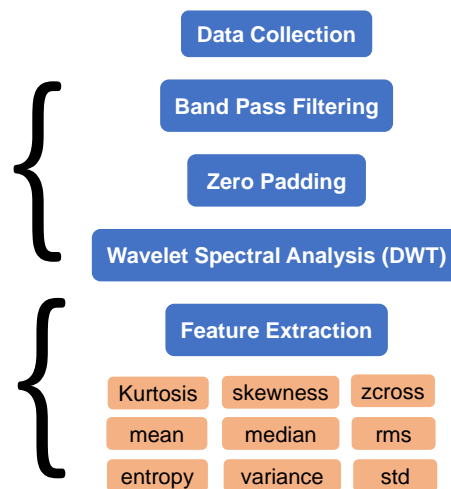 Data Collection
Band Pass Filtering
Zero Padding
Wavelet Spectral Analysis (DWT)
Feature Extraction
Kurtosis skewness zcross
mean median rms
entropy variance std